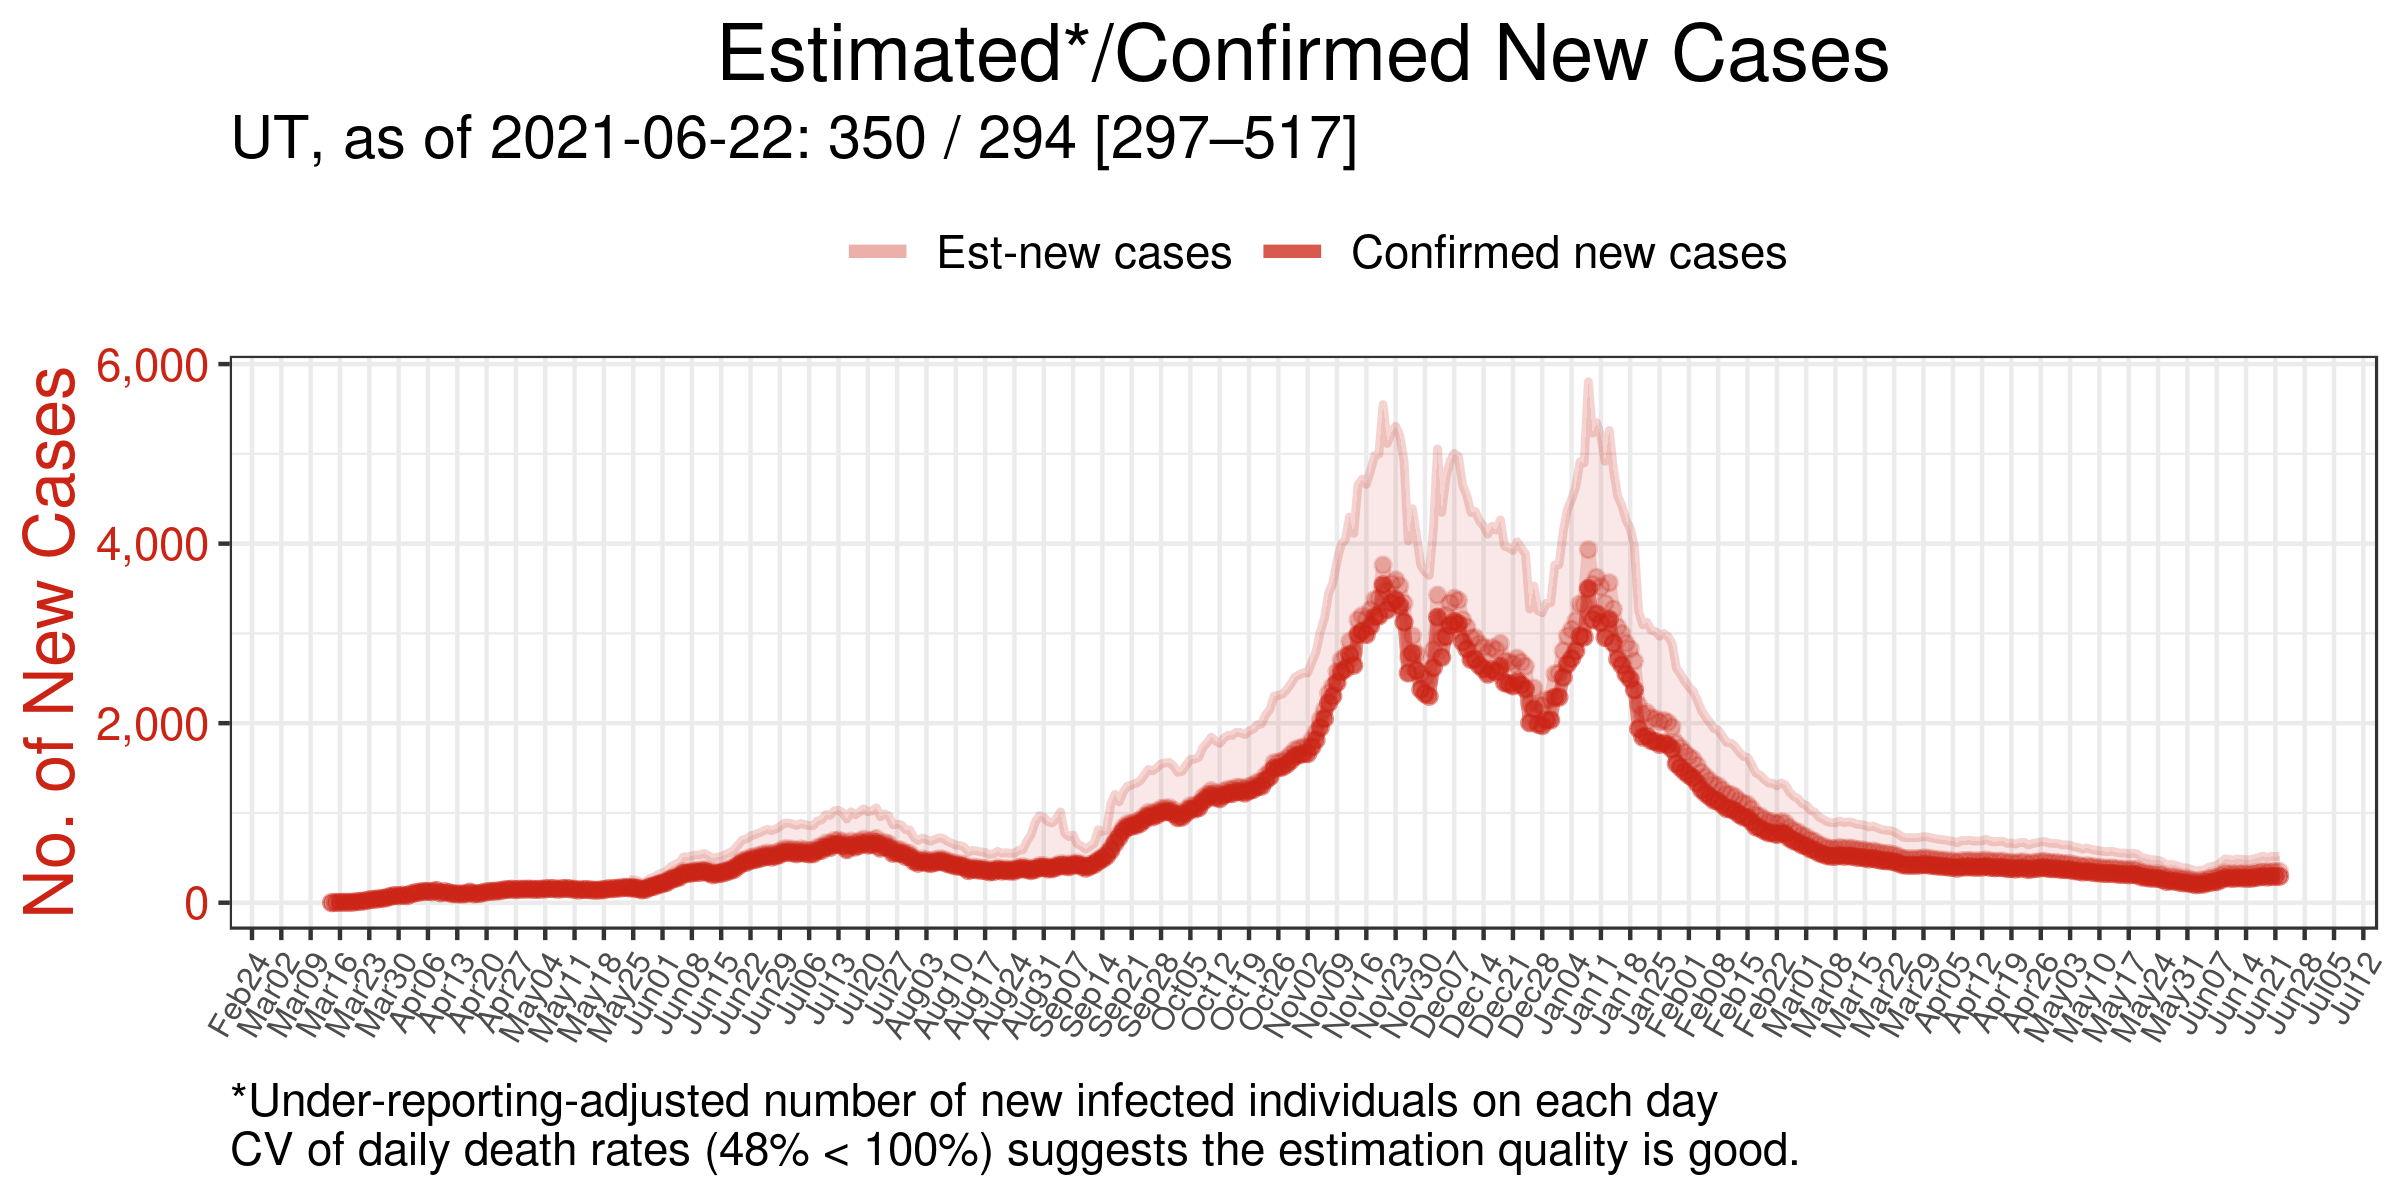 Estimated*/Confirmed New Cases
UT, as of 2021-06-22: 350 / 294 [297–517]
Est-new cases Confirmed new cases
No. of New Cases
6,000
4,000
2,000
0
Feb24 Mar02 Mar09 Mar16 Mar23 Mar30 Apr06 Apr13 Apr20 Apr27 May04 May11 May18 May25 Jun01 Jun08 Jun15 Jun22 Jun29 Jul06 Jul13 Jul20 Jul27 Aug03 Aug10 Aug17 Aug24 Aug31 Sep07 Sep14 Sep21 Sep28 Oct05 Oct12 Oct19 Oct26 Nov02 Nov09 Nov16 Nov23 Nov30 Dec07 Dec14 Dec21 Dec28 Jan04 Jan11 Jan18 Jan25 Feb01 Feb08 Feb15 Feb22 Mar01 Mar08 Mar15 Mar22 Mar29 Apr05 Apr12 Apr19 Apr26 May03 May10 May17 May24 May31 Jun07 Jun14 Jun21 Jun28 Jul05 Jul12
*Under-reporting-adjusted number of new infected individuals on each day
CV of daily death rates (48% < 100%) suggests the estimation quality is good.